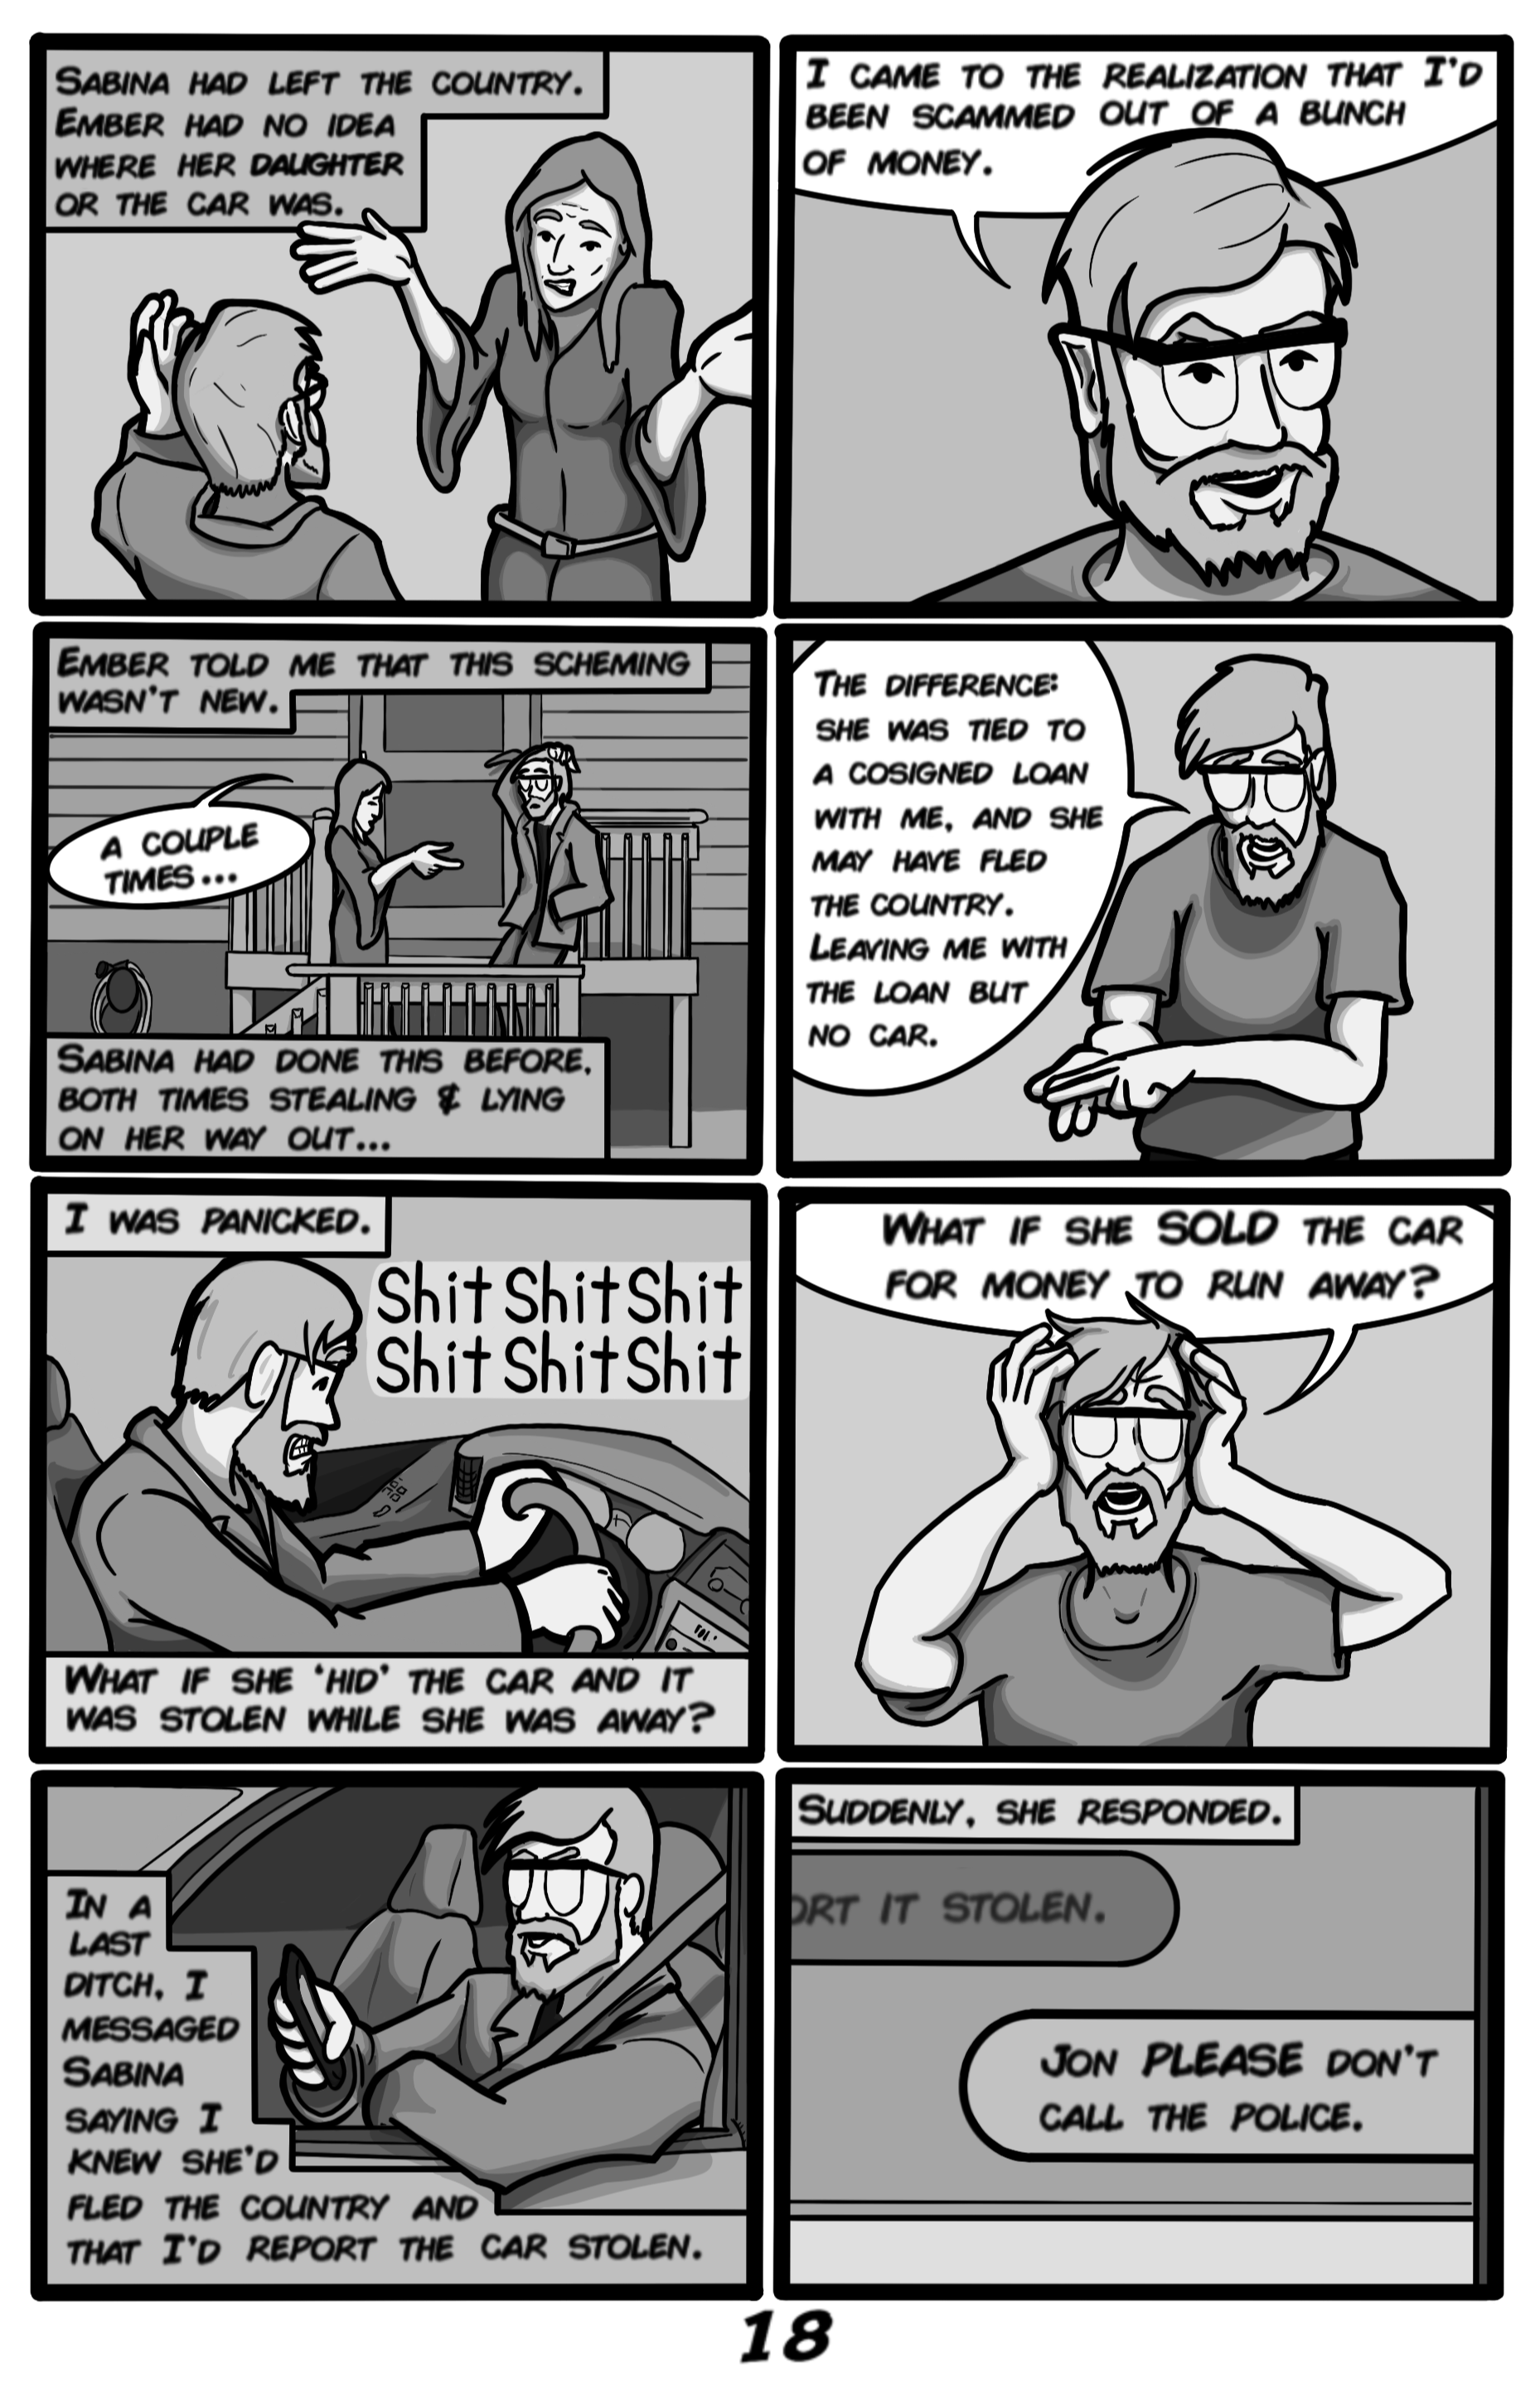 SABINA HAD LEFT THE COUNTRY.
EMBER HAD NO IDEA
WHERE HER DAUGHTER
OR THE CAR WAS.
I CAME TO THE REALIZATION THAT I'D
BEEN SCAMMED OUT OF A BUNCH
OF MONEY.
EMBER TOLD ME THAT THIS SCHEMING
WASN'T NEW.
A COUPLE
TIMES...
SABINA HAD DONE THIS BEFORE,
BOTH TIMES STEALING & LYING
ON HER WAY OUT...
THE DIFFERENCE:
SHE WAS TIED TO
A COSIGNED LOAN
WITH ME, AND SHE
MAY HAVE FLED
THE COUNTRY.
LEAVING ME WITH
THE LOAN BUT
NO CAR.
I WAS PANICKED.
Shit Shit Shit
Shit Shit Shit
VOL
WHAT IF SHE 'HID' THE CAR AND IT
WAS STOLEN WHILE SHE WAS AWAY?
WHAT IF SHE SOLD THE CAR
FOR MONEY TO RUN AWAY?
IN A
LAST
DITCH, I
MESSAGED
SABINA
SAYING I
KNEW SHE'D
FLED THE COUNTRY AND
THAT I'D REPORT THE CAR STOLEN.
SUDDENLY, SHE RESPONDED.
ORT IT STOLEN.
JON PLEASE DON'T
CALL THE POLICE.
18